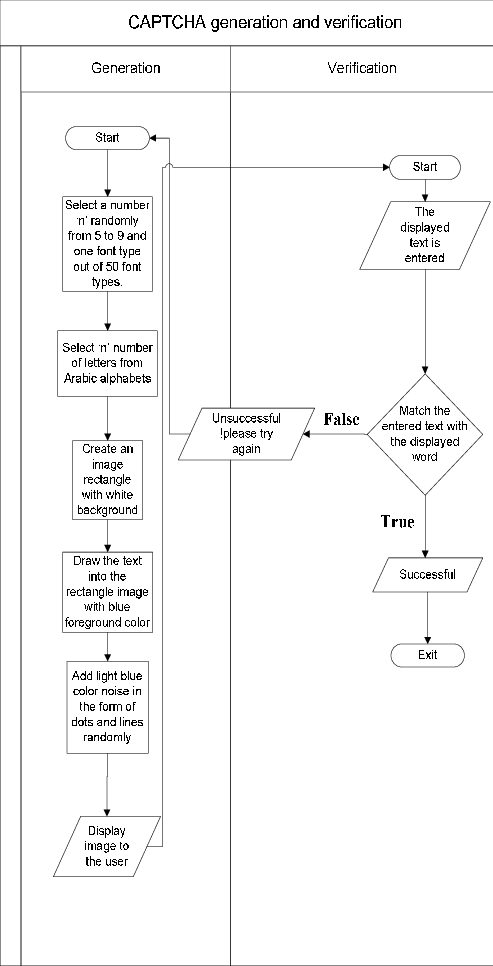 CAPTCHA generation and verification
Generation
Verification
Start
Select a number
'n' randomly
from 5 to 9 and
one font type
out of 50 font
types.
Select 'n' number
of letters from
Arabic alphabets
Create an
image
rectangle
with white
background
Draw the text
into the
rectangle image
with blue
foreground color
Add light blue
color noise in
the form of
dots and lines
randomly
Display
image to
the user
Start
The
displayed
text is
entered
Match the
entered text with
the displayed
word
False
Unsuccessful
!please try
again
True
Successful
Exit